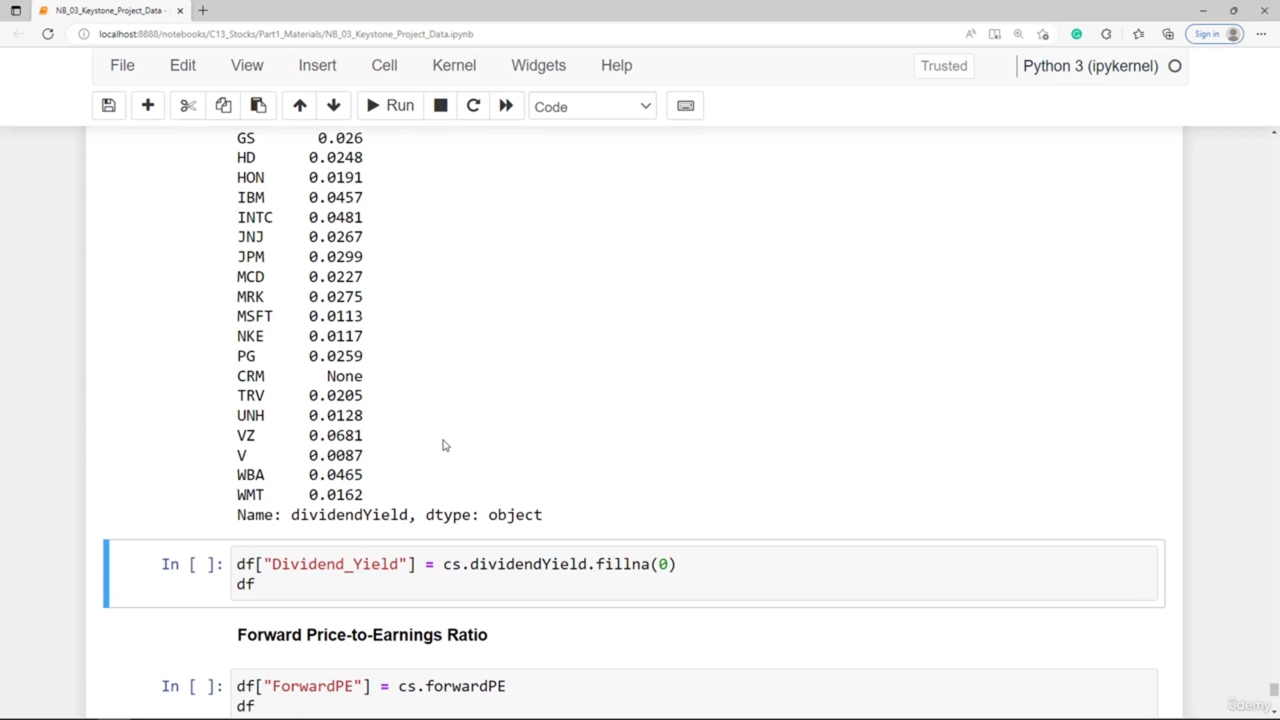 NB_03_Keystone_Project_Data -
localhost:8888/notebooks/C13_Stocks/Part1_Materials/NB_03_Keystone_Project_Data.ipynb
Sign in
File Edit View Insert Cell Kernel Widgets Help Trusted Python 3 (ipykernel)
Run Code
GS 0.026
HD 0.0248
HON 0.0191
IBM 0.0457
INTC 0.0481
JNJ 0.0267
JPM 0.0299
MCD 0.0227
MRK 0.0275
MSFT 0.0113
NKE 0.0117
PG 0.0259
CRM None
TRV 0.0205
UNH 0.0128
VZ 0.0681
V 0.0087
WBA 0.0465
WMT 0.0162
Name: dividendYield, dtype: object
In [ ]: df["Dividend_Yield"] = cs.dividendYield.fillna(0)
df
Forward Price-to-Earnings Ratio
In [ ]: df["ForwardPE"] = cs.forwardPE
df
ûdemy